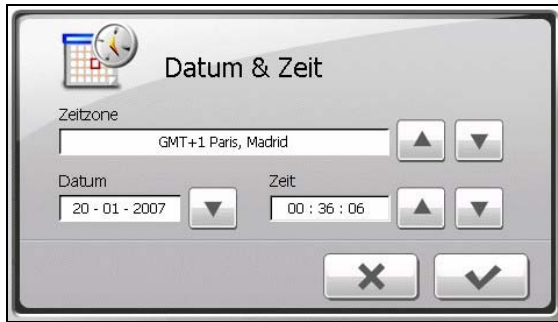 Datum & Zeit
Zeitzone
GMT+1 Paris, Madrid
Datum Zeit
20 - 01 - 2007 00 : 36 : 06